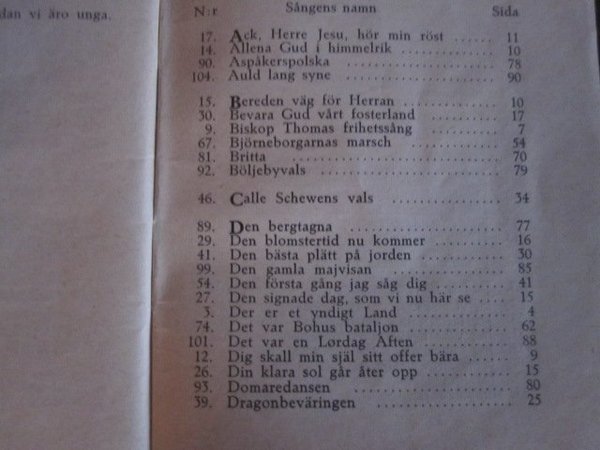 dan vi äro unga.
N:r Sångens namn Sida
17. Ack, Herre Jesu, hör min röst ..... 11
14. Allena Gud i himmelrik ............. 10
90. Aspåkerspolska ................... 78
104. Auld lang syne .................... 90
15. Bereden väg för Herran ............ 10
30. Bevara Gud vårt fosterland ......... 17
9. Biskop Thomas frihetssång ......... 7
67. Björneborgarnas marsch ............ 54
81. Britta ........................... 70
92. Böljebyvals ....................... 79
46. Calle Schewens vals ............... 34
89. Den bergtagna .................... 77
29. Den blomstertid nu kommer ........ 16
41. Den bästa plätt på jorden .......... 30
99. Den gamla majvisan .............. 85
54. Den första gång jag såg dig ........ 41
27. Den signade dag, som vi nu här se .... 15
3. Der er et yndigt Land ............. 4
74. Det var Bohus bataljon ............ 62
101. Det var en Lørdag Aften ........... 88
12. Dig skall min själ sitt offer bära ...... 9
26. Din klara sol går åter opp .......... 15
93. Domaredansen .................... 80
39. Dragonbeväringen ................ 25